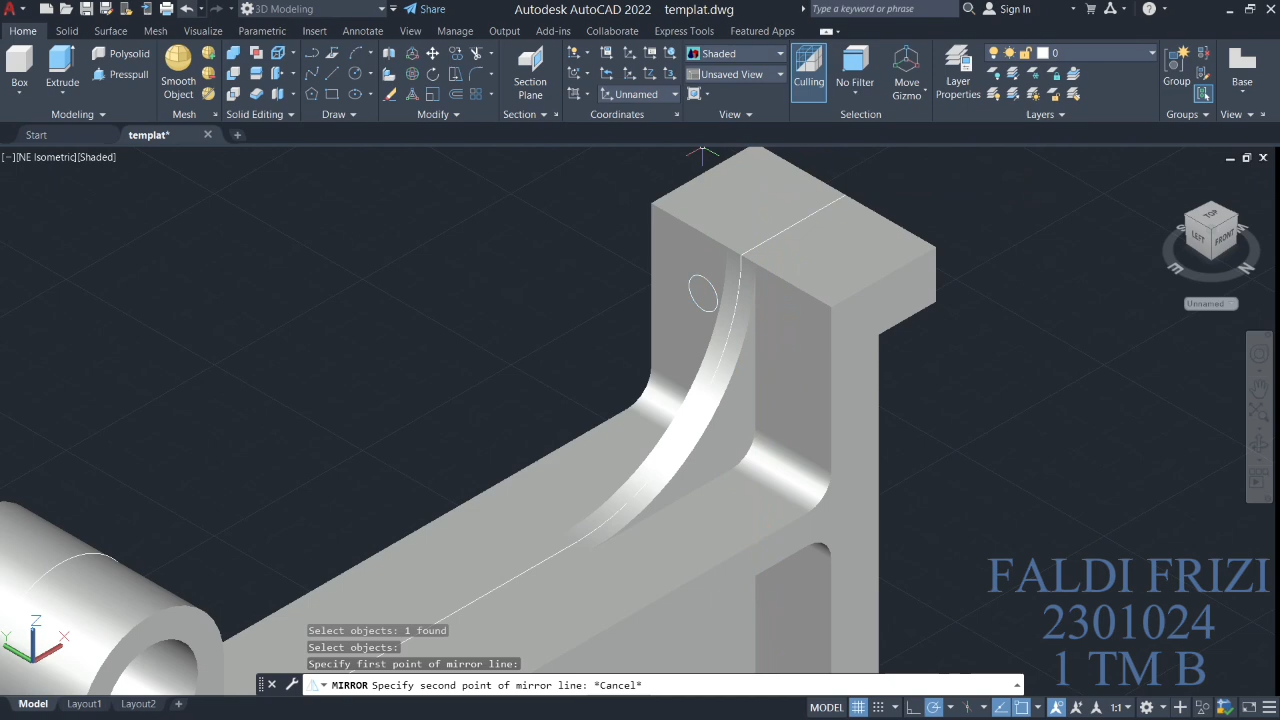 3D Modeling
Share
Autodesk AutoCAD 2022 templat.dwg
Type a keyword or phrase
Sign In
Home
Solid
Surface
Mesh
Visualize
Parametric
Insert
Annotate
View
Manage
Output
Add-ins
Collaborate
Express Tools
Featured Apps
Box
Extrude
Polysolid
Presspull
Smooth
Object
Section
Plane
Shaded
Unsaved View
Unnamed
Culling
No Filter
Move
Gizmo
Layer
Properties
0
Group
Base
Modeling
Mesh
Solid Editing
Draw
Modify
Section
Coordinates
View
Selection
Layers
Groups
View
Start
templat*
[−][NE Isometric][Shaded]
TOP
LEFT
FRONT
S
E
N
Unnamed
Z
Y
X
FALDI FRIZI
2301024
1 TM B
Select objects: 1 found
Select objects:
Specify first point of mirror line:
MIRROR Specify second point of mirror line: *Cancel*
Model
Layout1
Layout2
MODEL
1:1